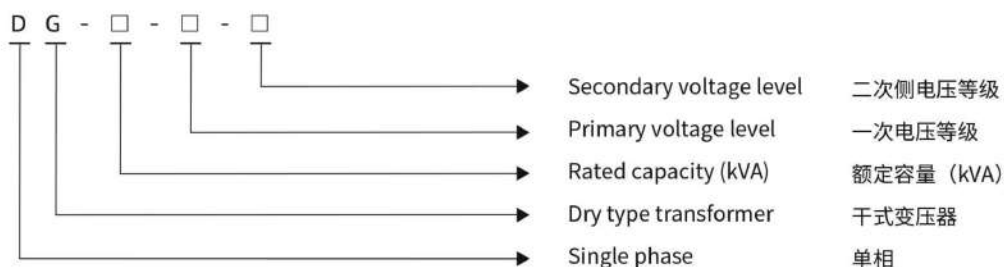 D G - □ - □ - □
Secondary voltage level 二次侧电压等级
Primary voltage level 一次电压等级
Rated capacity (kVA) 额定容量（kVA）
Dry type transformer 干式变压器
Single phase 单相